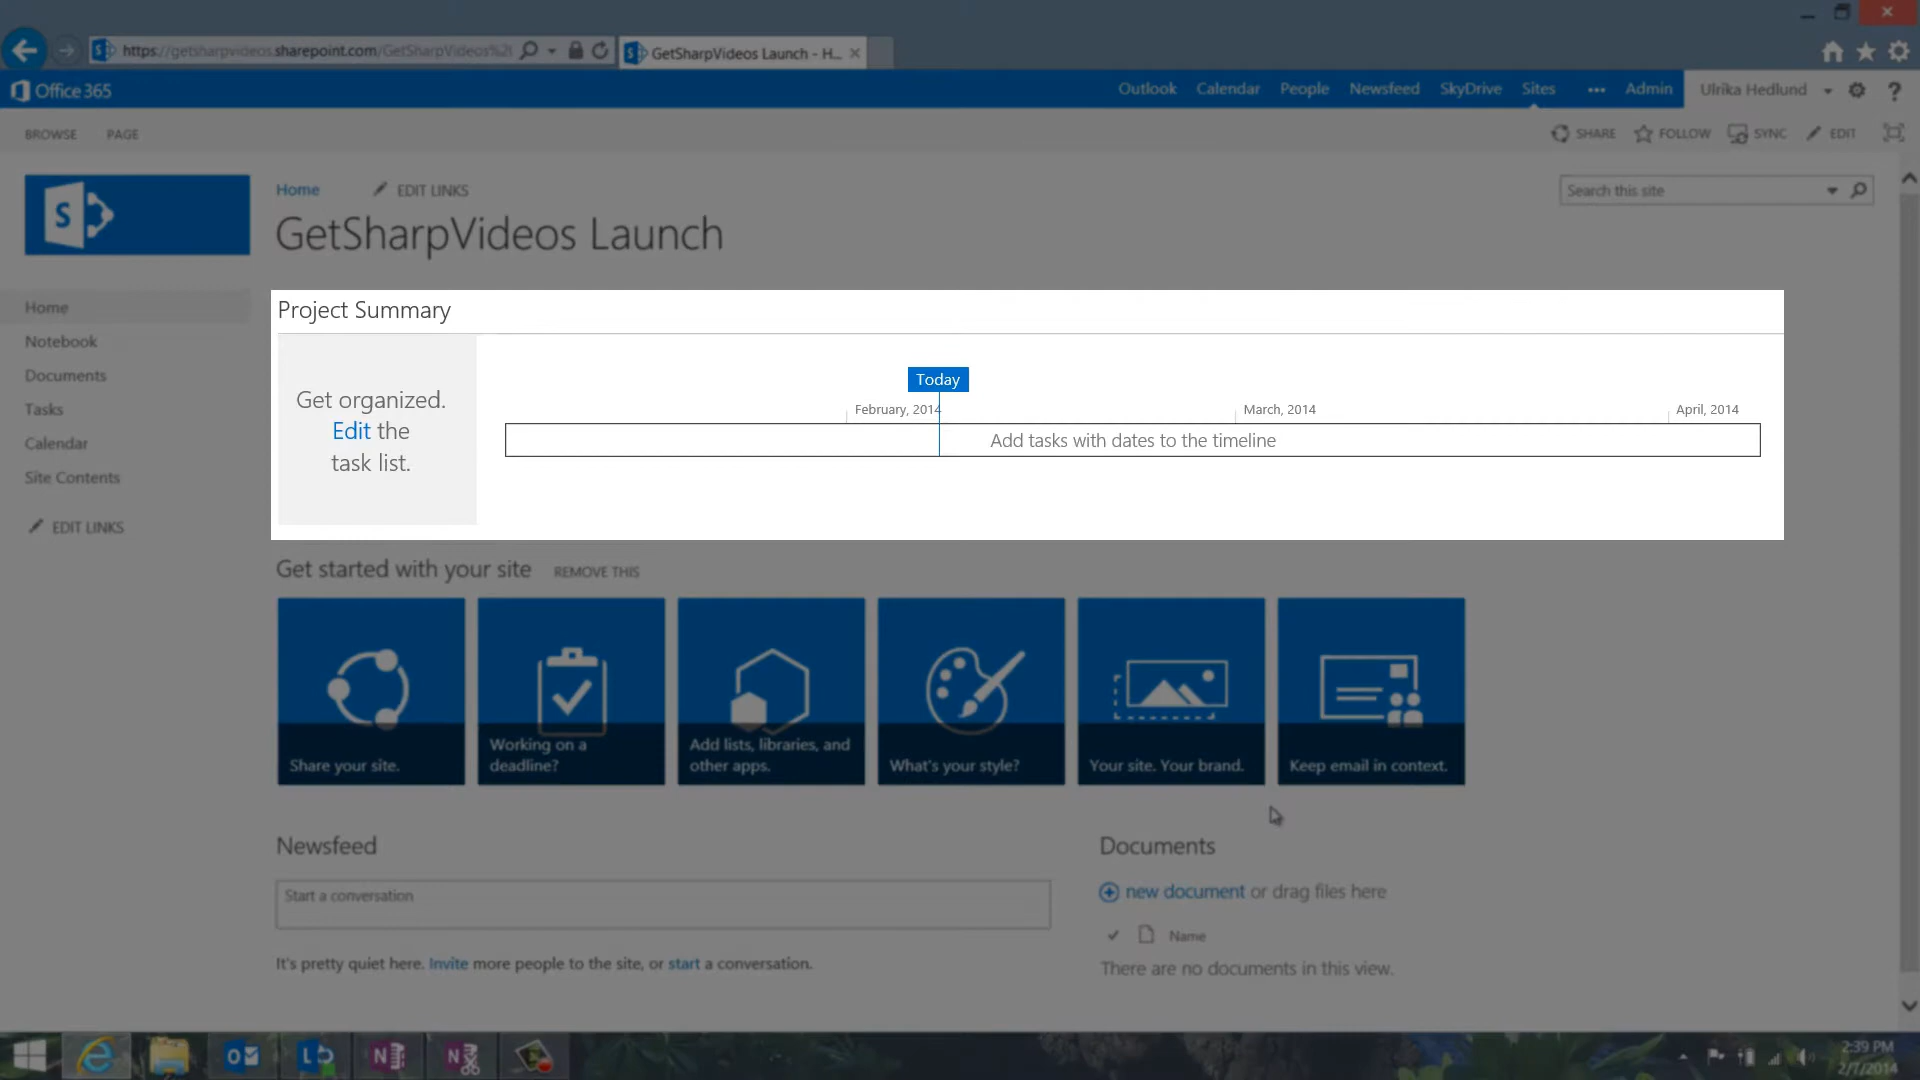 https://getsharpvideos.sharepoint.com/GetSharpVideos%2
GetSharpVideos Launch - H...
Office 365
Outlook Calendar People Newsfeed SkyDrive Sites ••• Admin Ulrika Hedlund ?
BROWSE PAGE
SHARE FOLLOW SYNC EDIT
S
Home EDIT LINKS
Search this site
GetSharpVideos Launch
Home
Notebook
Documents
Tasks
Calendar
Site Contents
EDIT LINKS
Project Summary
Get organized.
Edit the
task list.
Today
February, 2014 March, 2014 April, 2014
Add tasks with dates to the timeline
Get started with your site REMOVE THIS
Share your site.
Working on a
deadline?
Add lists, libraries, and
other apps.
What's your style?
Your site. Your brand.
Keep email in context.
Newsfeed
Start a conversation
It's pretty quiet here. Invite more people to the site, or start a conversation.
Documents
new document or drag files here
Name
There are no documents in this view.
2:39 PM
2/7/2014